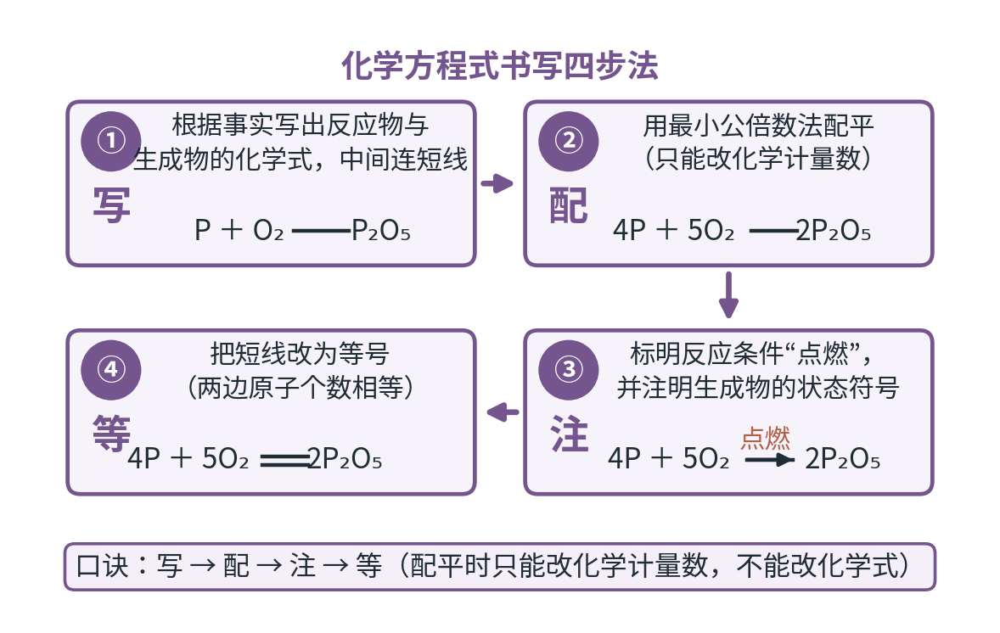 化学方程式书写四步法
①
根据事实写出反应物与
生成物的化学式，中间连短线
写
P + O₂ —— P₂O₅
②
用最小公倍数法配平
（只能改化学计量数）
配
4P + 5O₂ —— 2P₂O₅
③
标明反应条件“点燃”，
并注明生成物的状态符号
注
点燃
4P + 5O₂ → 2P₂O₅
④
把短线改为等号
（两边原子个数相等）
等
4P + 5O₂ ══ 2P₂O₅
口诀：写 → 配 → 注 → 等（配平时只能改化学计量数，不能改化学式）